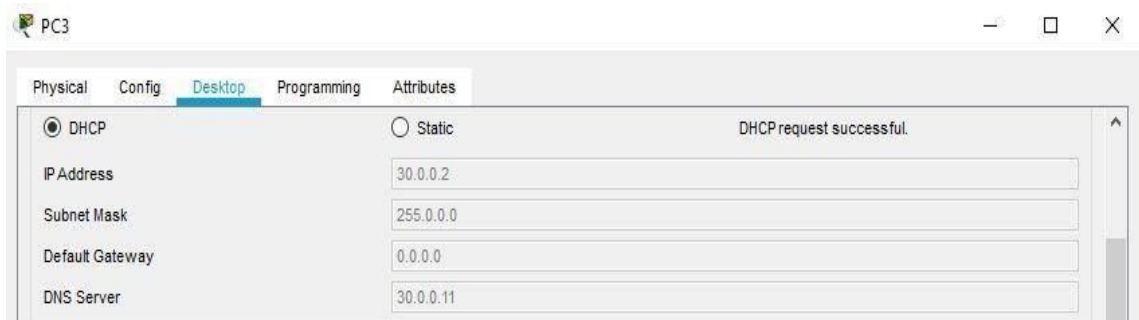 PC3
Physical Config Desktop Programming Attributes
DHCP Static DHCP request successful.
IP Address 30.0.0.2
Subnet Mask 255.0.0.0
Default Gateway 0.0.0.0
DNS Server 30.0.0.11